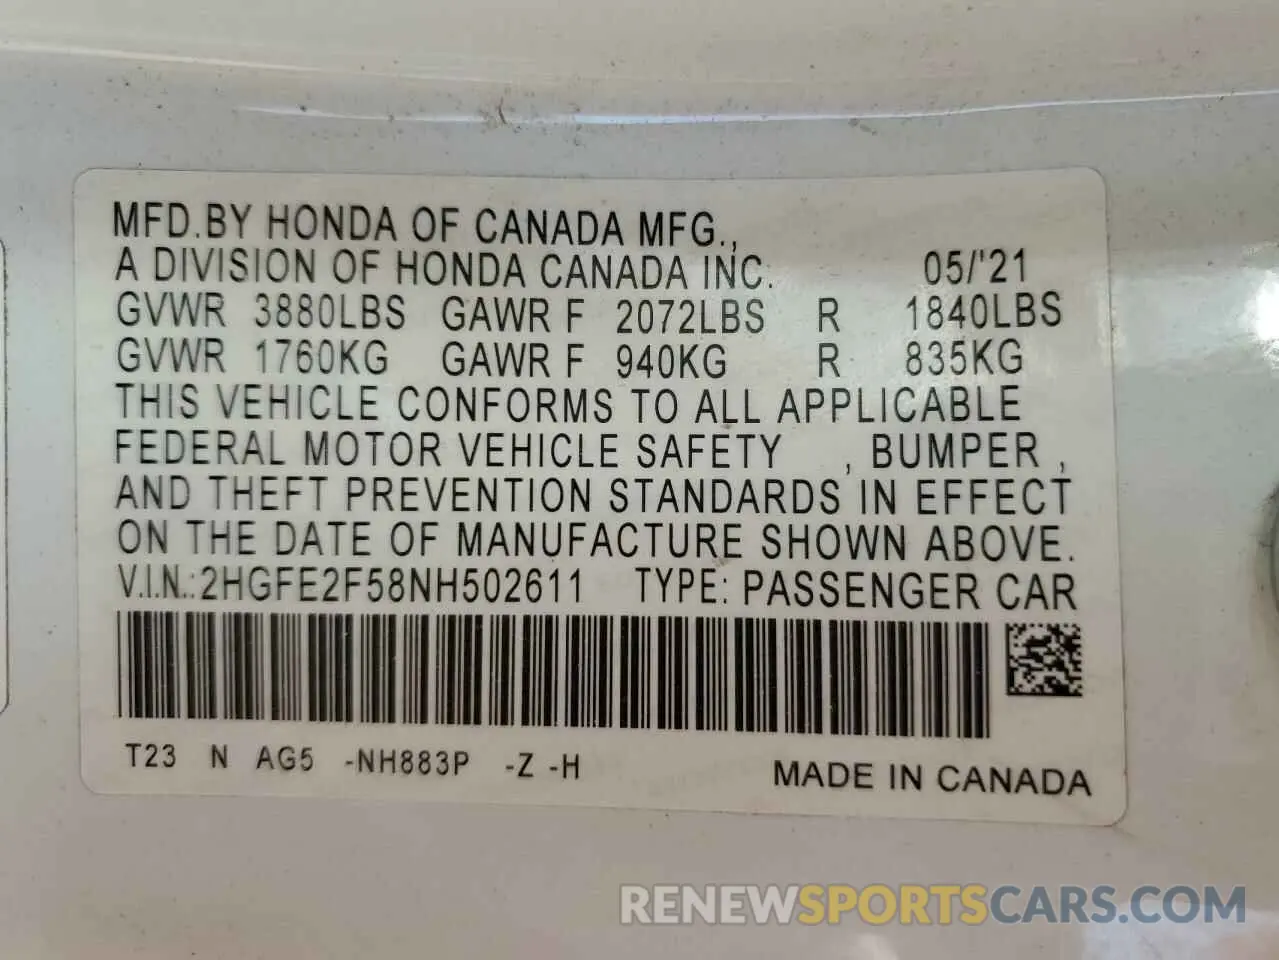 MFD.BY HONDA OF CANADA MFG.,
A DIVISION OF HONDA CANADA INC. 05/'21
GVWR 3880LBS GAWR F 2072LBS R 1840LBS
GVWR 1760KG GAWR F 940KG R 835KG
THIS VEHICLE CONFORMS TO ALL APPLICABLE
FEDERAL MOTOR VEHICLE SAFETY , BUMPER ,
AND THEFT PREVENTION STANDARDS IN EFFECT
ON THE DATE OF MANUFACTURE SHOWN ABOVE.
V.I.N.:2HGFE2F58NH502611 TYPE: PASSENGER CAR
T23 N AG5 -NH883P -Z -H
MADE IN CANADA
RENEWSPORTSCARS.COM